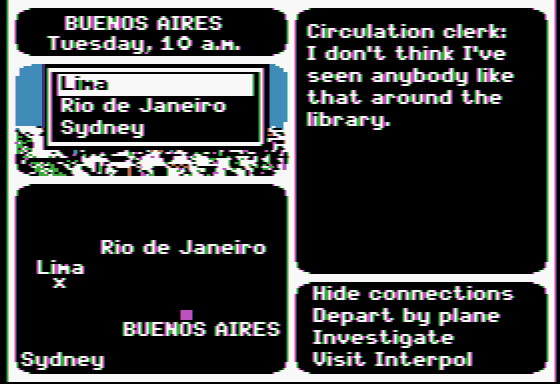 BUENOS AIRES
Tuesday, 10 a.m.
Lima
Rio de Janeiro
Sydney
Rio de Janeiro
Lima
x
BUENOS AIRES
Sydney
Circulation clerk:
I don't think I've
seen anybody like
that around the
library.
Hide connections
Depart by plane
Investigate
Visit Interpol